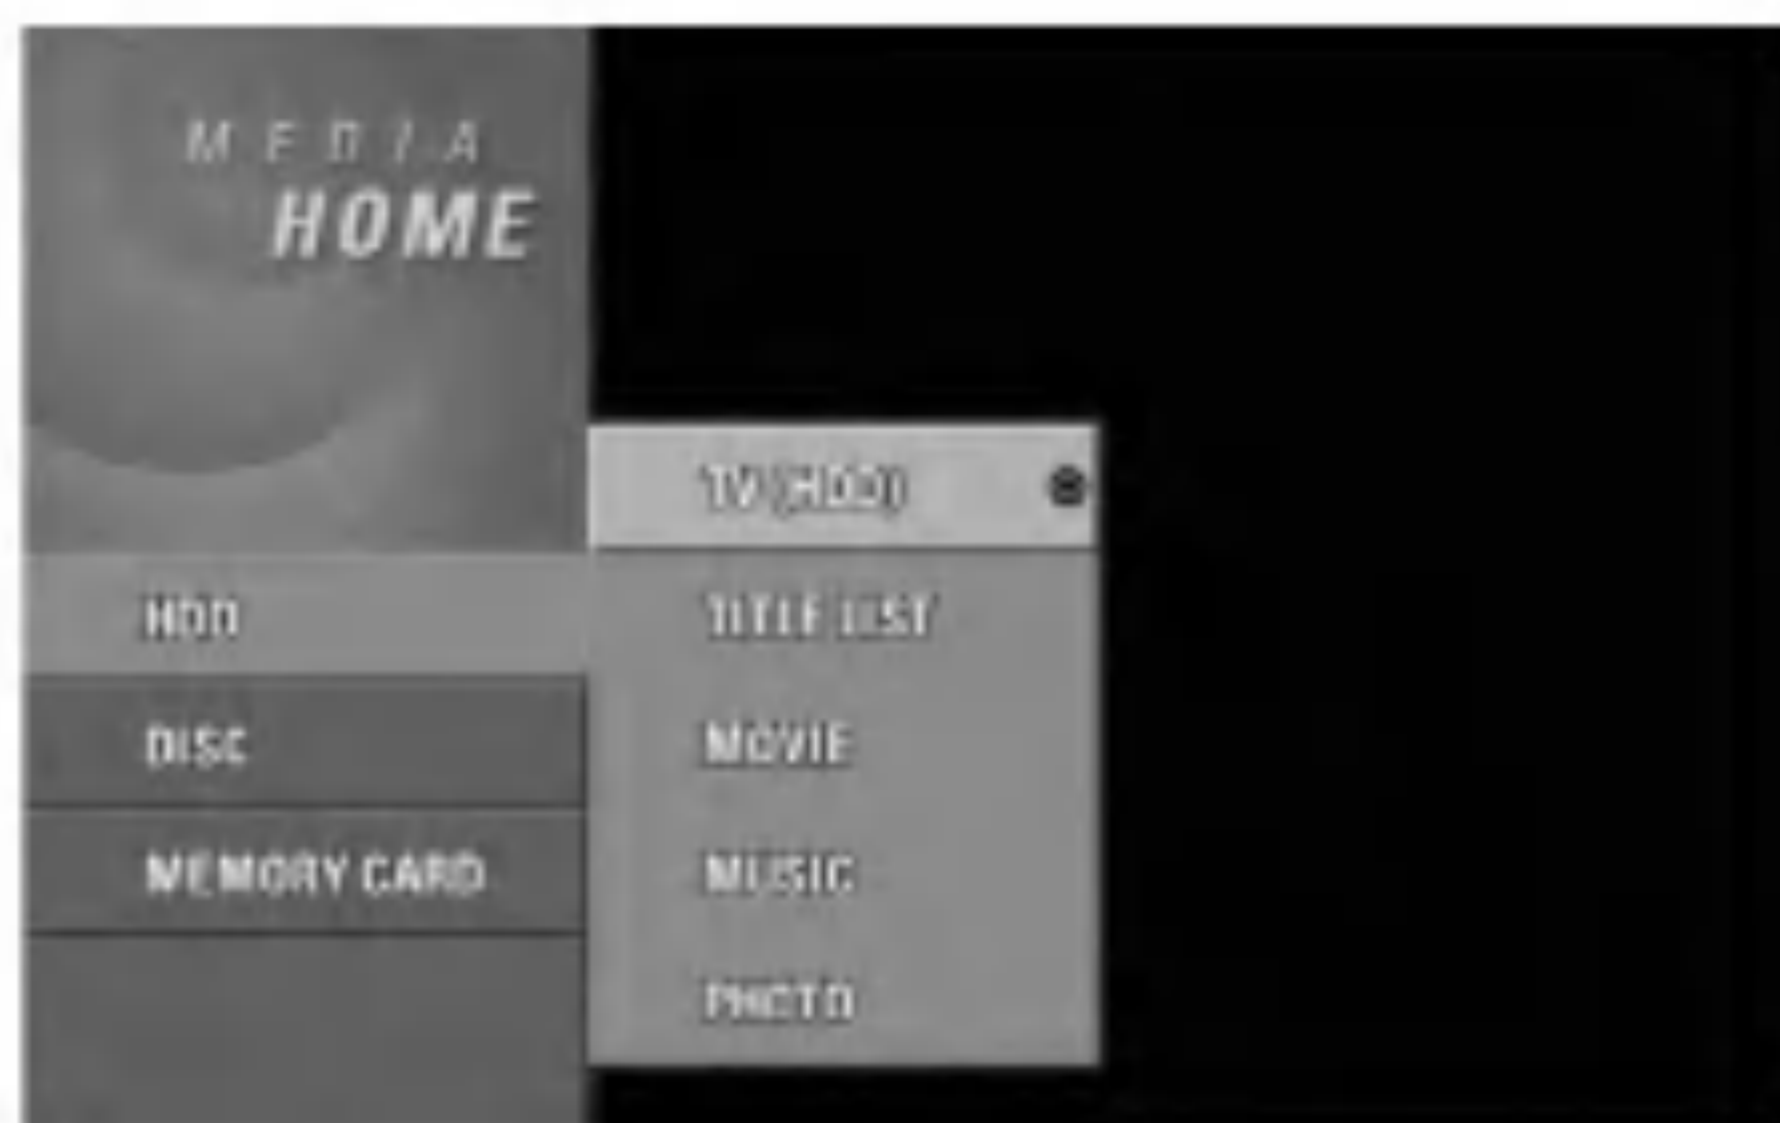 MEDIA
HOME
HDD
DISC
MEMORY CARD
TV (HDD)
TITLE LIST
MOVIE
MUSIC
PHOTO